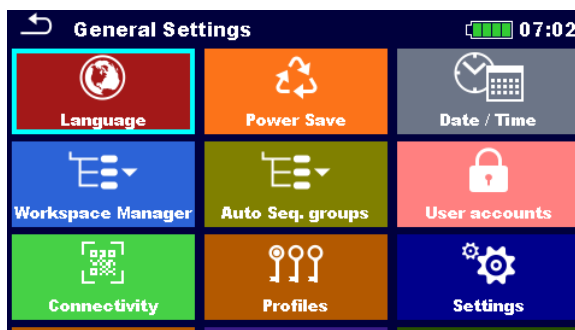 General Settings 07:02
Language Power Save Date / Time
Workspace Manager Auto Seq. groups User accounts
Connectivity Profiles Settings